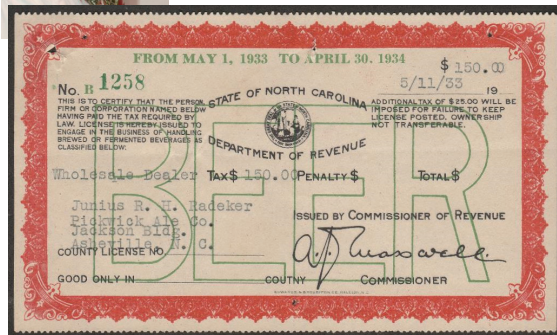 FROM MAY 1, 1933 TO APRIL 30. 1934
$ 150.00
No. B 1258
5/11/33 19
THIS IS TO CERTIFY THAT THE PERSON,
FIRM OR CORPORATION NAMED BELOW
HAVING PAID THE TAX REQUIRED BY
LAW. LICENSE IS HEREBY ISSUED TO
ENGAGE IN THE BUSINESS OF HANDLING
BREWED OR FERMENTED BEVERAGES AS
CLASSIFIED BELOW:
STATE OF NORTH CAROLINA
DEPARTMENT OF REVENUE
ADDITIONAL TAX OF $25.00 WILL BE
IMPOSED FOR FAILURE TO KEEP
LICENSE POSTED. OWNERSHIP
NOT TRANSFERABLE.
BEER
Wholesale Dealer TAX $ 150.00 PENALTY $ TOTAL $
Junius R. H. Radeker
Pickwick Ale Co.
Jackson Bldg.
Asheville, N. C.
ISSUED BY COMMISSIONER OF REVENUE
COUNTY LICENSE NO.
A. J. Maxwell
GOOD ONLY IN COUTNY COMMISSIONER